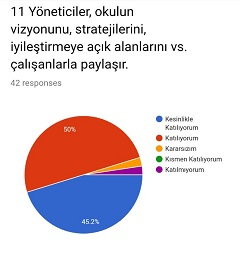 11 Yöneticiler, okulun
vizyonunu, stratejilerini,
iyileştirmeye açık alanlarını vs.
çalışanlarla paylaşır.
42 responses
50%
45.2%
Kesinlikle
Katılıyorum
Katılıyorum
Kararsızım
Kısmen Katılıyorum
Katılmıyorum